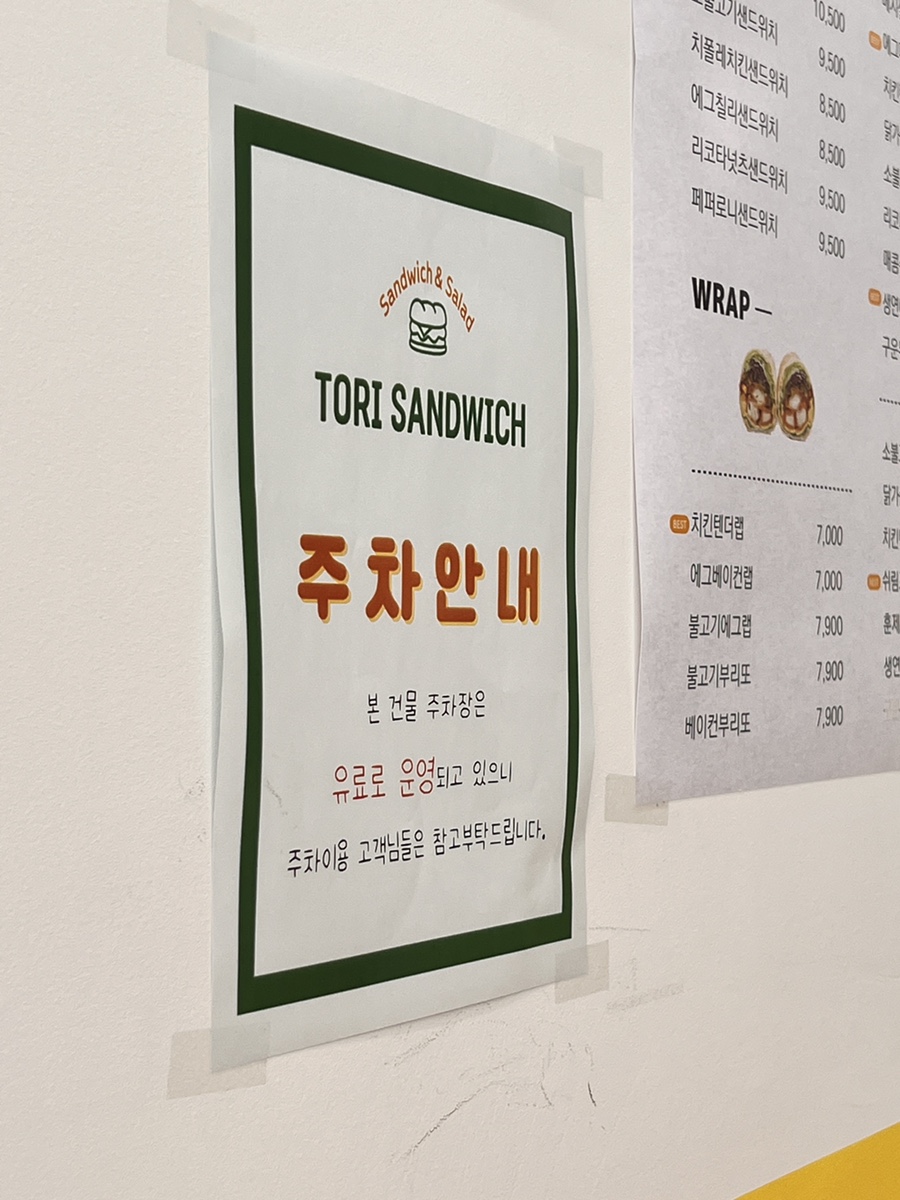 Sandwich & Salad
TORI SANDWICH
주차안내
본 건물 주차장은
유료로 운영되고 있으니
주차이용 고객님들은 참고부탁드립니다.
10,500
치폴레치킨샌드위치 9,500
에그칠리샌드위치 8,500
리코타넛츠샌드위치 8,500
페퍼로니샌드위치 9,500
9,500
WRAP —
BEST 치킨텐더랩 7,000
에그베이컨랩 7,000
불고기에그랩 7,900
불고기부리또 7,900
베이컨부리또 7,900